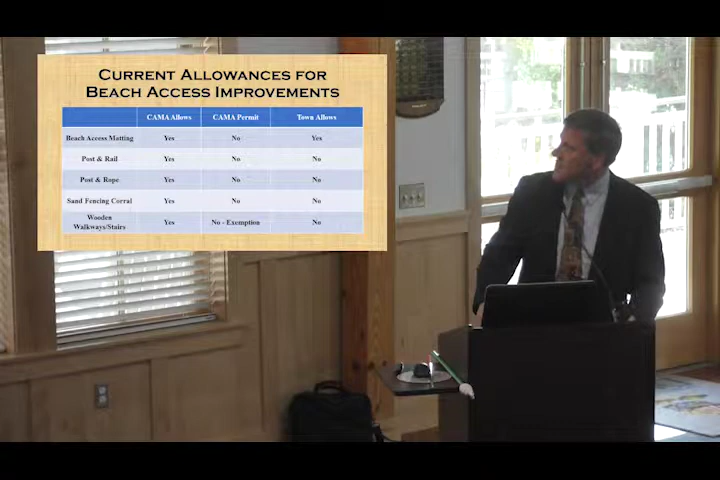 CURRENT ALLOWANCES FOR
BEACH ACCESS IMPROVEMENTS
CAMA Allows CAMA Permit Town Allows
Beach Access Matting Yes No Yes
Post & Rail Yes No No
Post & Rope Yes No No
Sand Fencing Corral Yes No No
Wooden Walkways/Stairs Yes No - Exemption No